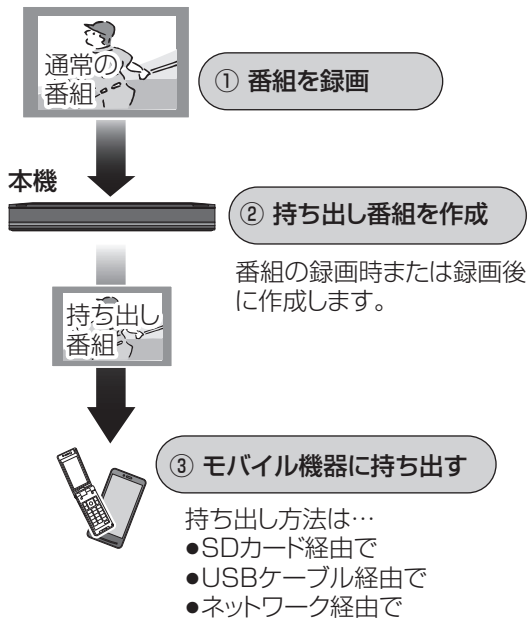 通常の
番組
① 番組を録画
本機
② 持ち出し番組を作成
番組の録画時または録画後
に作成します。
持ち出し
番組
③ モバイル機器に持ち出す
持ち出し方法は…
●SDカード経由で
●USBケーブル経由で
●ネットワーク経由で